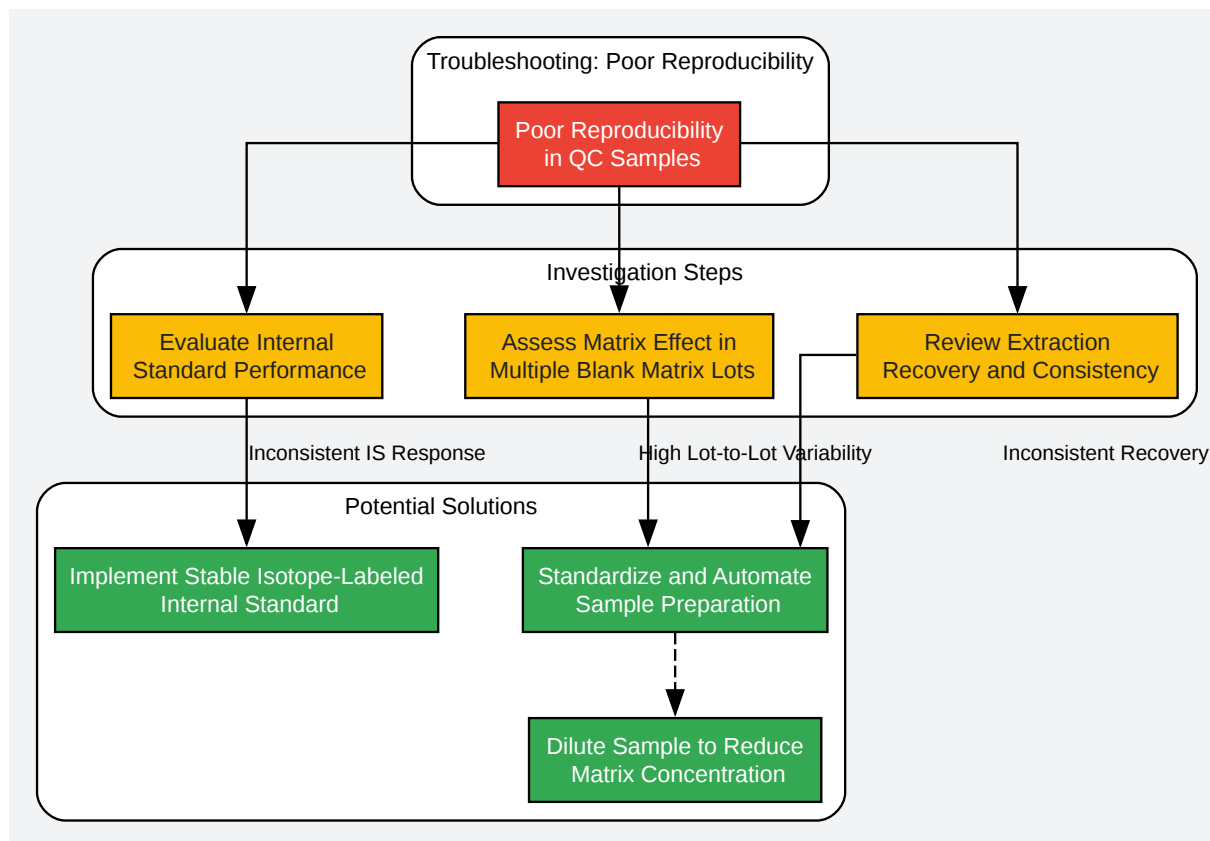 Troubleshooting: Poor Reproducibility
Poor Reproducibility
in QC Samples
Investigation Steps
Evaluate Internal
Standard Performance
Assess Matrix Effect in
Multiple Blank Matrix Lots
Review Extraction
Recovery and Consistency
Inconsistent IS Response
High Lot-to-Lot Variability
Inconsistent Recovery
Potential Solutions
Implement Stable Isotope-Labeled
Internal Standard
Standardize and Automate
Sample Preparation
Dilute Sample to Reduce
Matrix Concentration